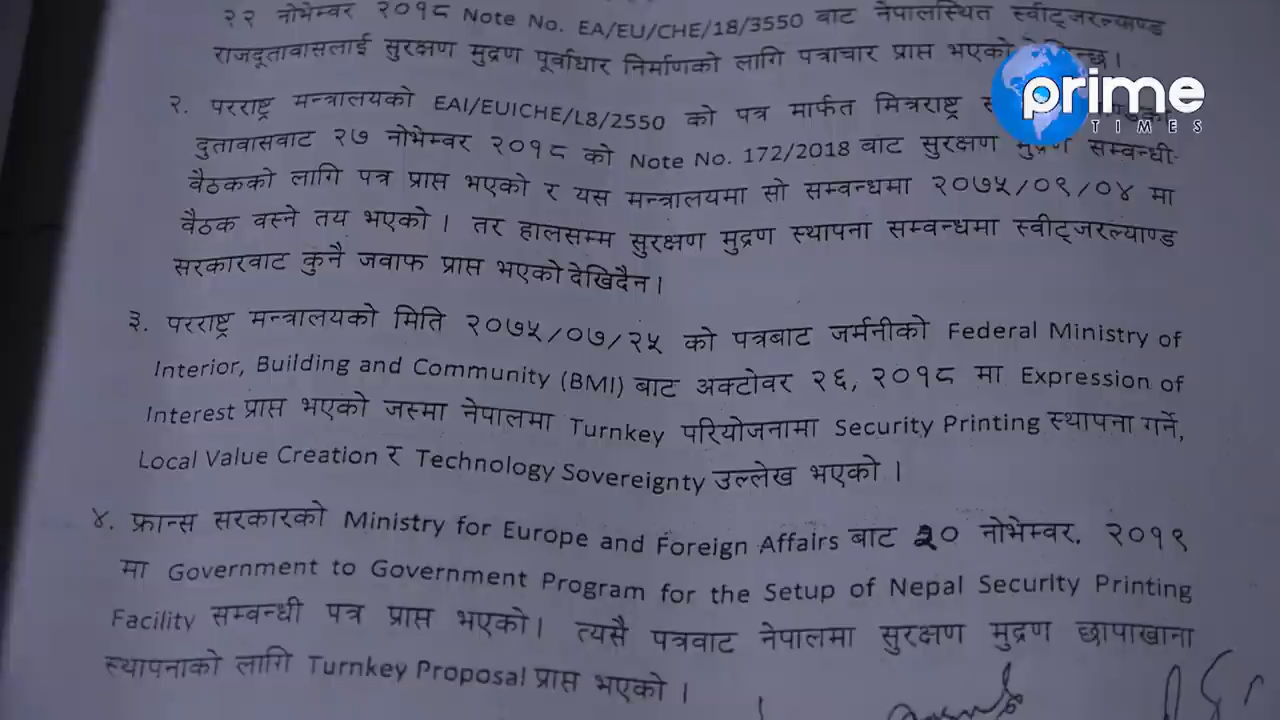 २२ नोभेम्बर २०१८ Note No. EA/EU/CHE/18/3550 बाट नेपालस्थित स्वीट्जरल्याण्ड
राजदूतावासलाई सुरक्षण मुद्रण पूर्वाधार निर्माणको लागि पत्राचार प्राप्त भएको
prime
TIMES
२. परराष्ट्र मन्त्रालयको EAI/EUICHE/L8/2550 को पत्र मार्फत मित्रराष्ट्र
दुतावासवाट २७ नोभेम्बर २०१८ को Note No. 172/2018 बाट सुरक्षण मुद्रण सम्बन्धी
वैठकको लागि पत्र प्राप्त भएको र यस मन्त्रालयमा सो सम्वन्धमा २०७५/०९/०४ मा
वैठक वस्ने तय भएको । तर हालसम्म सुरक्षण मुद्रण स्थापना सम्वन्धमा स्वीट्जरल्याण्ड
सरकारवाट कुनै जवाफ प्राप्त भएको देखिदैन।
३. परराष्ट्र मन्त्रालयको मिति २०७५/०७/२५ को पत्रबाट जर्मनीको Federal Ministry of
Interior, Building and Community (BMI) बाट अक्टोवर २६, २०१८ मा Expression of
Interest प्राप्त भएको जस्मा नेपालमा Turnkey परियोजनामा Security Printing स्थापना गर्ने,
Local Value Creation र Technology Sovereignty उल्लेख भएको ।
४. फ्रान्स सरकारको Ministry for Europe and Foreign Affairs बाट २० नोभेम्वर, २०१९
मा Government to Government Program for the Setup of Nepal Security Printing
Facility सम्वन्धी पत्र प्राप्त भएको। त्यसै पत्रवाट नेपालमा सुरक्षण मुद्रण छापाखाना
स्थापनाको लागि Turnkey Proposal प्राप्त भएको ।